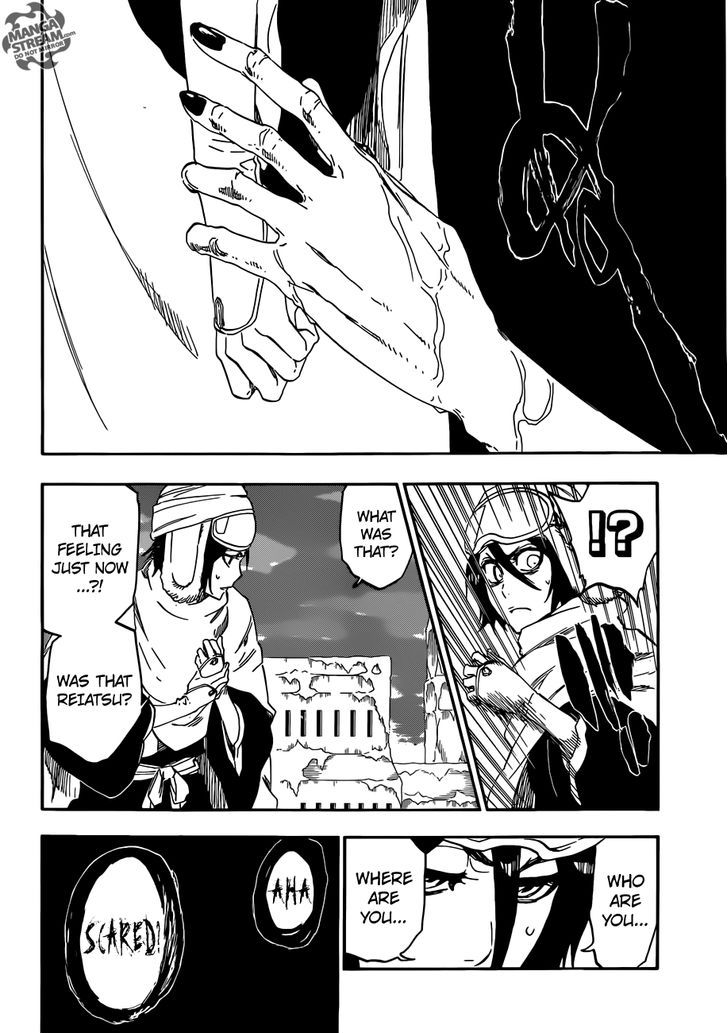 MANGA
STREAM.com
DO NOT MIRROR
!?
WHAT
WAS
THAT?
THAT
FEELING
JUST NOW
...?!
WAS THAT
REIATSU?
WHO
ARE
YOU...
WHERE
ARE
YOU...
AHA
SCARED!